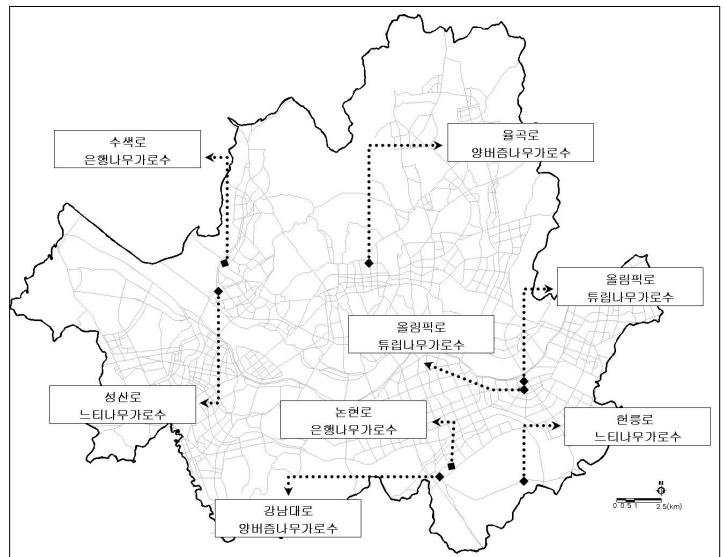 수색로
은행나무가로수
율곡로
양버즘나무가로수
올림픽로
튜립나무가로수
올림픽로
튜립나무가로수
성산로
느티나무가로수
논현로
은행나무가로수
헌릉로
느티나무가로수
강남대로
양버즘나무가로수
N
0 0.5 1 2.5(km)